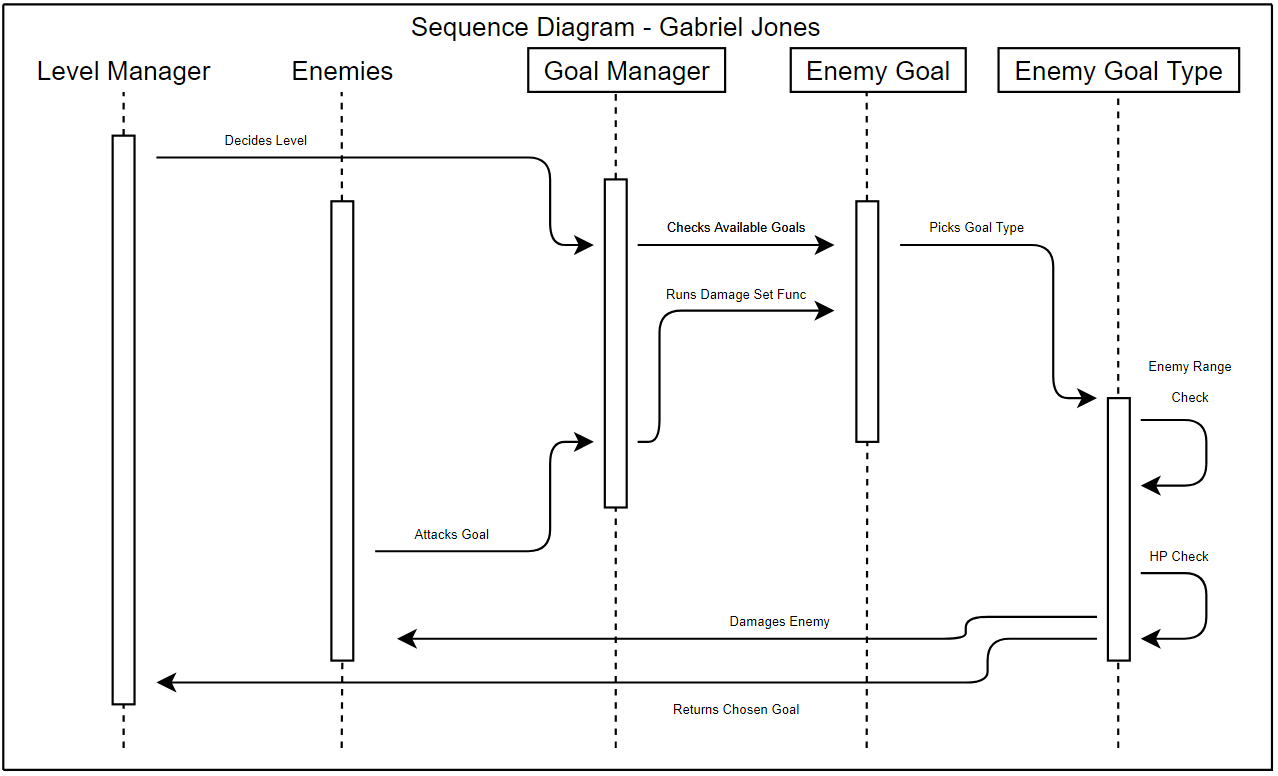 Sequence Diagram - Gabriel Jones
Level Manager
Enemies
Goal Manager
Enemy Goal
Enemy Goal Type
Decides Level
Checks Available Goals
Picks Goal Type
Runs Damage Set Func
Enemy Range
Check
Attacks Goal
HP Check
Damages Enemy
Returns Chosen Goal